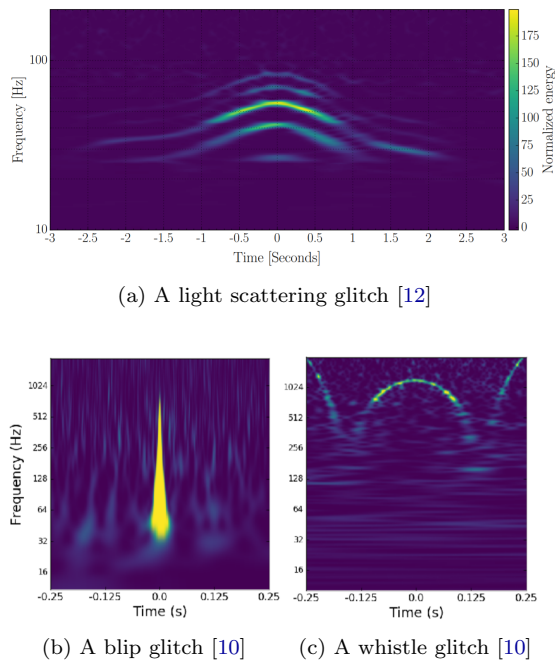 100
10
Frequency [Hz]
-3 -2.5 -2 -1.5 -1 -0.5 0 0.5 1 1.5 2 2.5 3
Time [Seconds]
175
150
125
100
75
50
25
0
Normalized energy
(a) A light scattering glitch [12]
1024
512
256
128
64
32
16
Frequency (Hz)
-0.25 -0.125 0.0 0.125 0.25
Time (s)
(b) A blip glitch [10]
1024
512
256
128
64
32
16
-0.25 -0.125 0.0 0.125 0.25
Time (s)
(c) A whistle glitch [10]